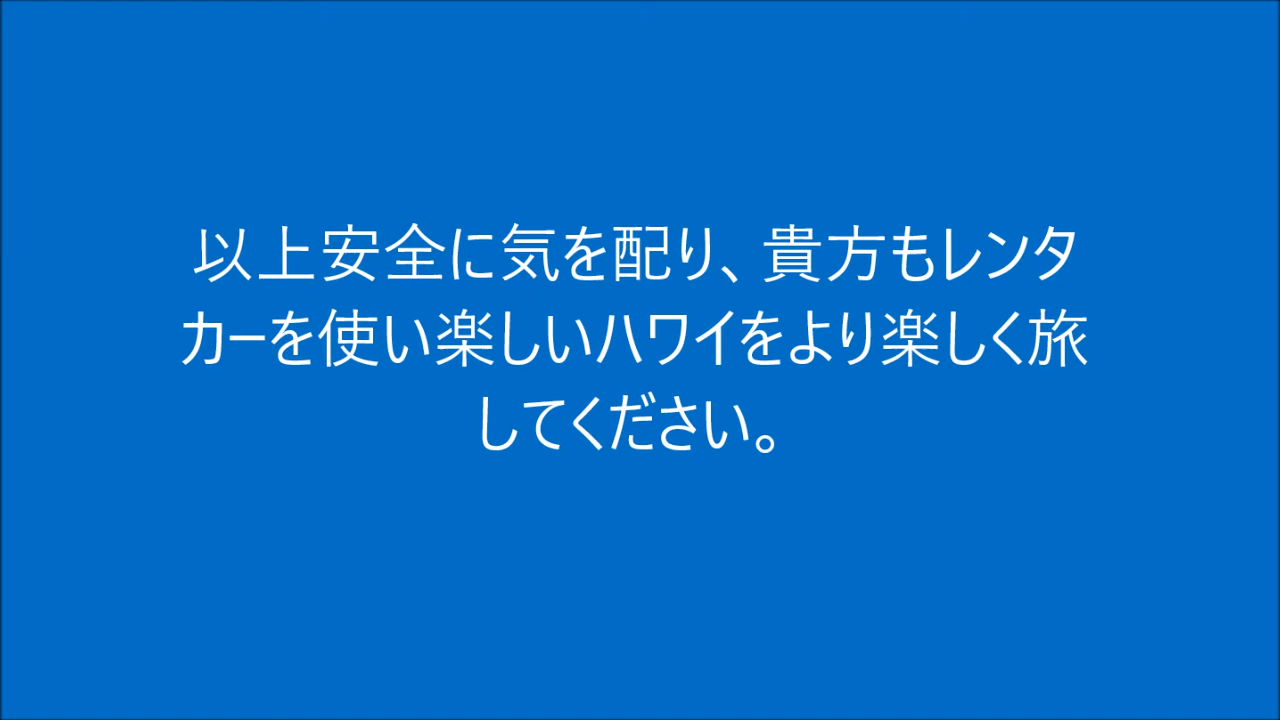 以上安全に気を配り、貴方もレンタ
カーを使い楽しいハワイをより楽しく旅
してください。